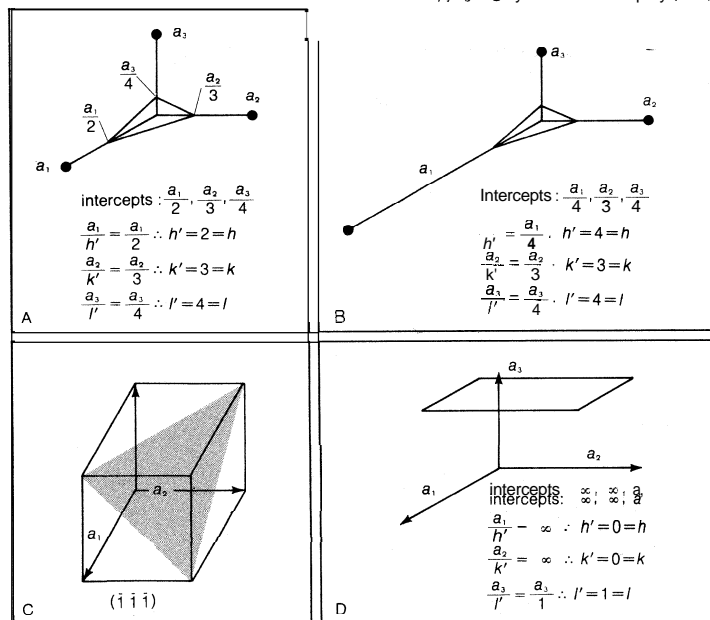 a₃
a₃/4
a₂/3
a₂
a₁/2
a₁
intercepts : a₁/2, a₂/3, a₃/4
a₁/h′ = a₁/2 ∴ h′=2=h
a₂/k′ = a₂/3 ∴ k′=3=k
a₃/l′ = a₃/4 ∴ l′=4=l
A
a₃
a₂
a₁
Intercepts : a₁/4, a₂/3, a₃/4
h′ = a₁/4 . h′=4=h
a₂/k′ = a₂/3 · k′=3=k
a₃/l′ = a₃/4 . l′=4=l
B
a₂
a₁
(1̄ 1̄ 1̄)
C
a₃
a₂
a₁
intercepts ∞, ∞, a
intercepts: ∞; ∞; a
a₁/h′ – ∞ ∴ h′=0=h
a₂/k′ = ∞ ∴ k′=0=k
a₃/l′ = a₃/1 ∴ l′=1=l
D